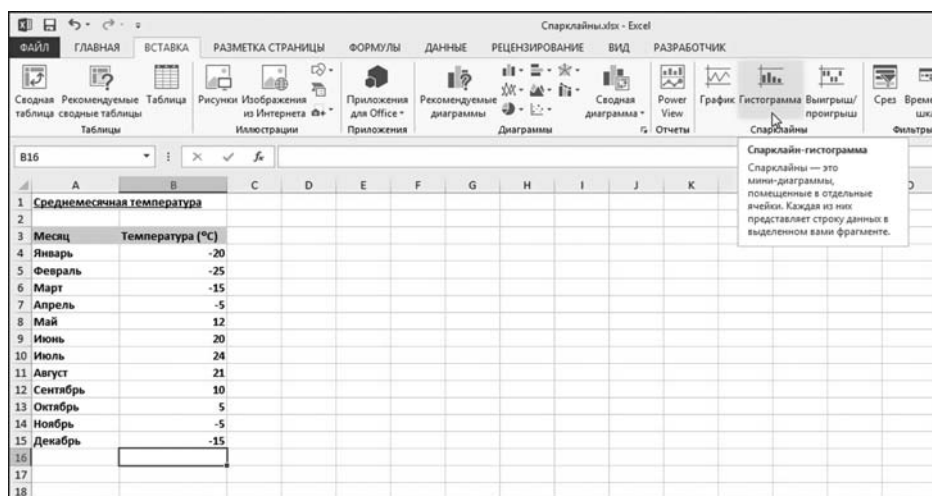 Спарклайны.xlsx - Excel
ФАЙЛ ГЛАВНАЯ ВСТАВКА РАЗМЕТКА СТРАНИЦЫ ФОРМУЛЫ ДАННЫЕ РЕЦЕНЗИРОВАНИЕ ВИД РАЗРАБОТЧИК
Сводная таблица
Рекомендуемые сводные таблицы
Таблица
Таблицы
Рисунки
Изображения из Интернета
Иллюстрации
Приложения для Office
Приложения
Рекомендуемые диаграммы
Сводная диаграмма
Диаграммы
Power View
Отчеты
График Гистограмма Выигрыш/проигрыш
Спарклайны
Срез
B16
fx
Спарклайн-гистограмма
Спарклайны — это
мини-диаграммы,
помещенные в отдельные
ячейки. Каждая из них
представляет строку данных в
выделенном вами фрагменте.
A B C D E F G H I J K
1 Среднемесячная температура
2
3 Месяц Температура (°C)
4 Январь -20
5 Февраль -25
6 Март -15
7 Апрель -5
8 Май 12
9 Июнь 20
10 Июль 24
11 Август 21
12 Сентябрь 10
13 Октябрь 5
14 Ноябрь -5
15 Декабрь -15
16
17
18